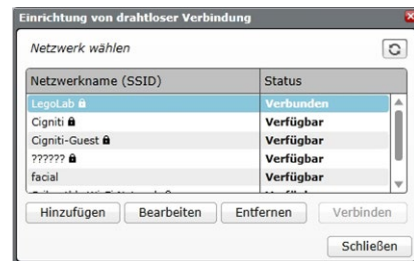 Einrichtung von drahtloser Verbindung
Netzwerk wählen
Netzwerkname (SSID) Status
LegoLab Verbunden
Cigniti Verfügbar
Cigniti-Guest Verfügbar
?????? Verfügbar
facial Verfügbar
Hinzufügen Bearbeiten Entfernen Verbinden
Schließen